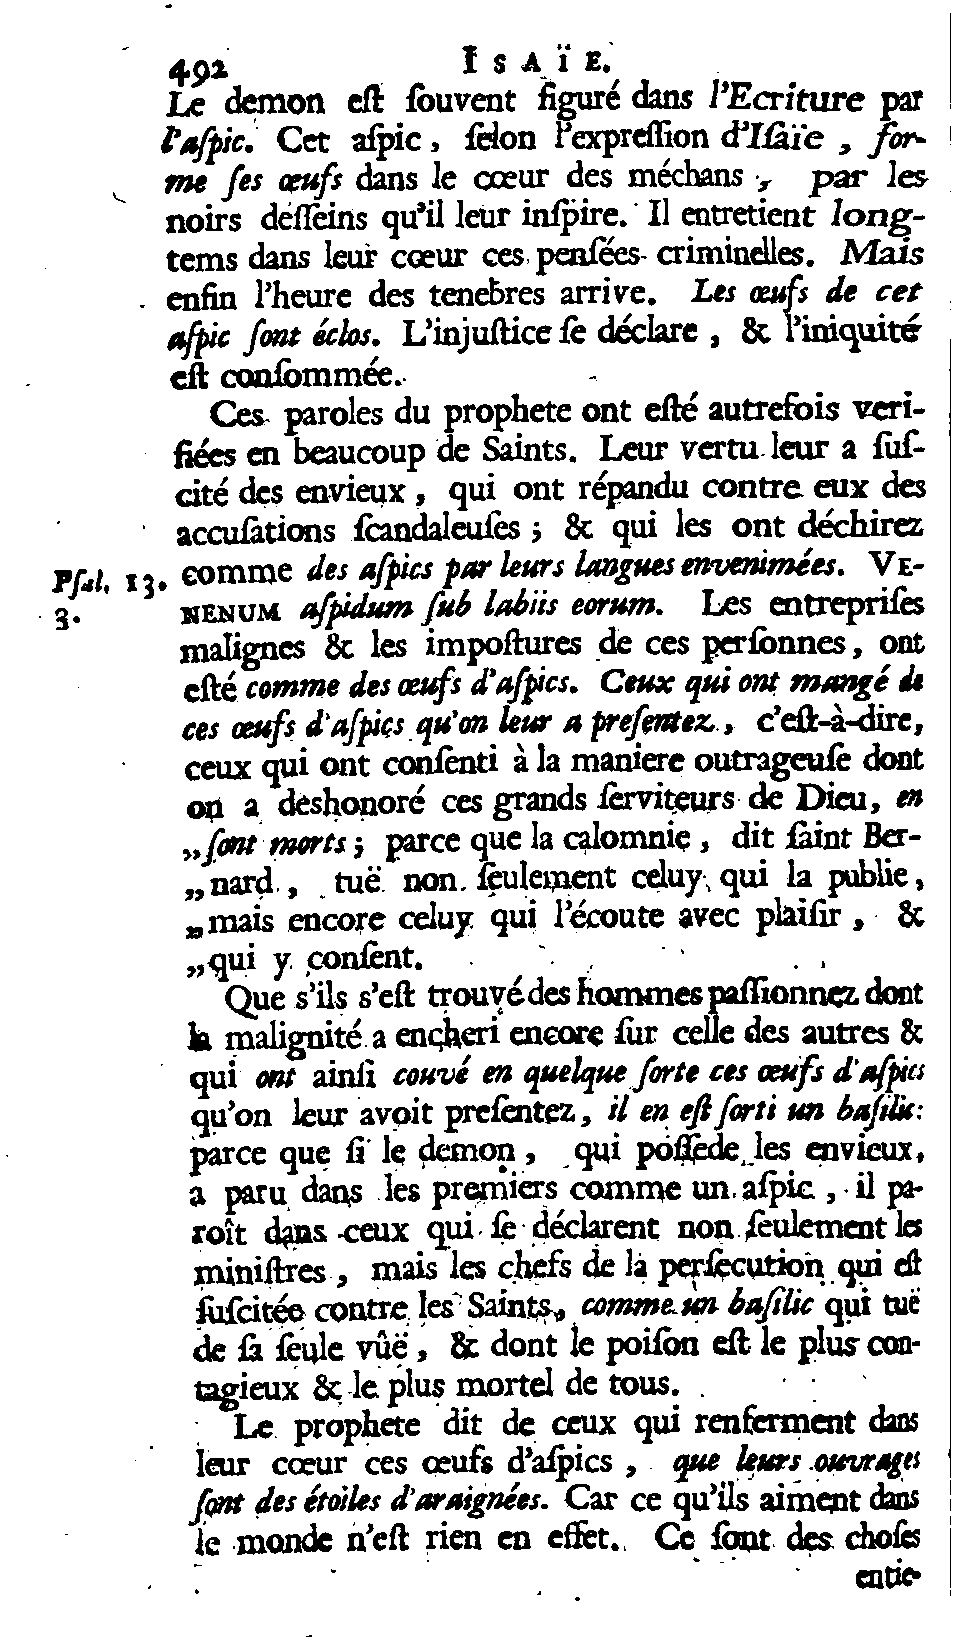 492 ISAÏE.
Le demon eſt ſouvent figuré dans l'Ecriture par
l'aſpic. Cet aſpic, ſelon l'expreſſion d'Iſaïe, for-
me ſes œufs dans le cœur des méchans, par les
noirs deſſeins qu'il leur inſpire. Il entretient long-
tems dans leur cœur ces penſées criminelles. Mais
enfin l'heure des tenebres arrive. Les œufs de cet
aſpic ſont éclos. L'injuſtice ſe déclare, & l'iniquité
eſt conſommée.
Ces paroles du prophete ont eſté autrefois veri-
fiées en beaucoup de Saints. Leur vertu leur a ſuſ-
cité des envieux, qui ont répandu contre eux des
accuſations ſcandaleuſes; & qui les ont déchirez
Pſal. 13. comme des aſpics par leurs langues envenimées. VE-
3. NENUM aſpidum ſub labiis eorum. Les entrepriſes
malignes & les impoſtures de ces perſonnes, ont
eſté comme des œufs d'aſpics. Ceux qui ont mangé de
ces œufs d'aſpics qu'on leur a preſentez, c'eſt-à-dire,
ceux qui ont conſenti à la maniere outrageuſe dont
on a deshonoré ces grands ſerviteurs de Dieu, en
„ſont morts; parce que la calomnie, dit ſaint Ber-
„nard, tuë non ſeulement celuy qui la publie,
„mais encore celuy qui l'écoute avec plaiſir, &
„qui y conſent.
Que s'ils s'eſt trouvé des hommes paſſionnez dont
la malignité a encheri encore ſur celle des autres &
qui ont ainſi couvé en quelque ſorte ces œufs d'aſpics
qu'on leur avoit preſentez, il en eſt ſorti un baſilic:
parce que ſi le demon, qui poſſede les envieux,
a paru dans les premiers comme un aſpic, il pa-
roît dans ceux qui ſe déclarent non ſeulement les
miniſtres, mais les chefs de la perſecution qui eſt
ſuſcitée contre les Saints, comme un baſilic qui tuë
de ſa ſeule vûë, & dont le poiſon eſt le plus con-
tagieux & le plus mortel de tous.
Le prophete dit de ceux qui renferment dans
leur cœur ces œufs d'aſpics, que leurs ouvrages
ſont des étoiles d'araignées. Car ce qu'ils aiment dans
le monde n'eſt rien en effet. Ce ſont des choſes
entie-